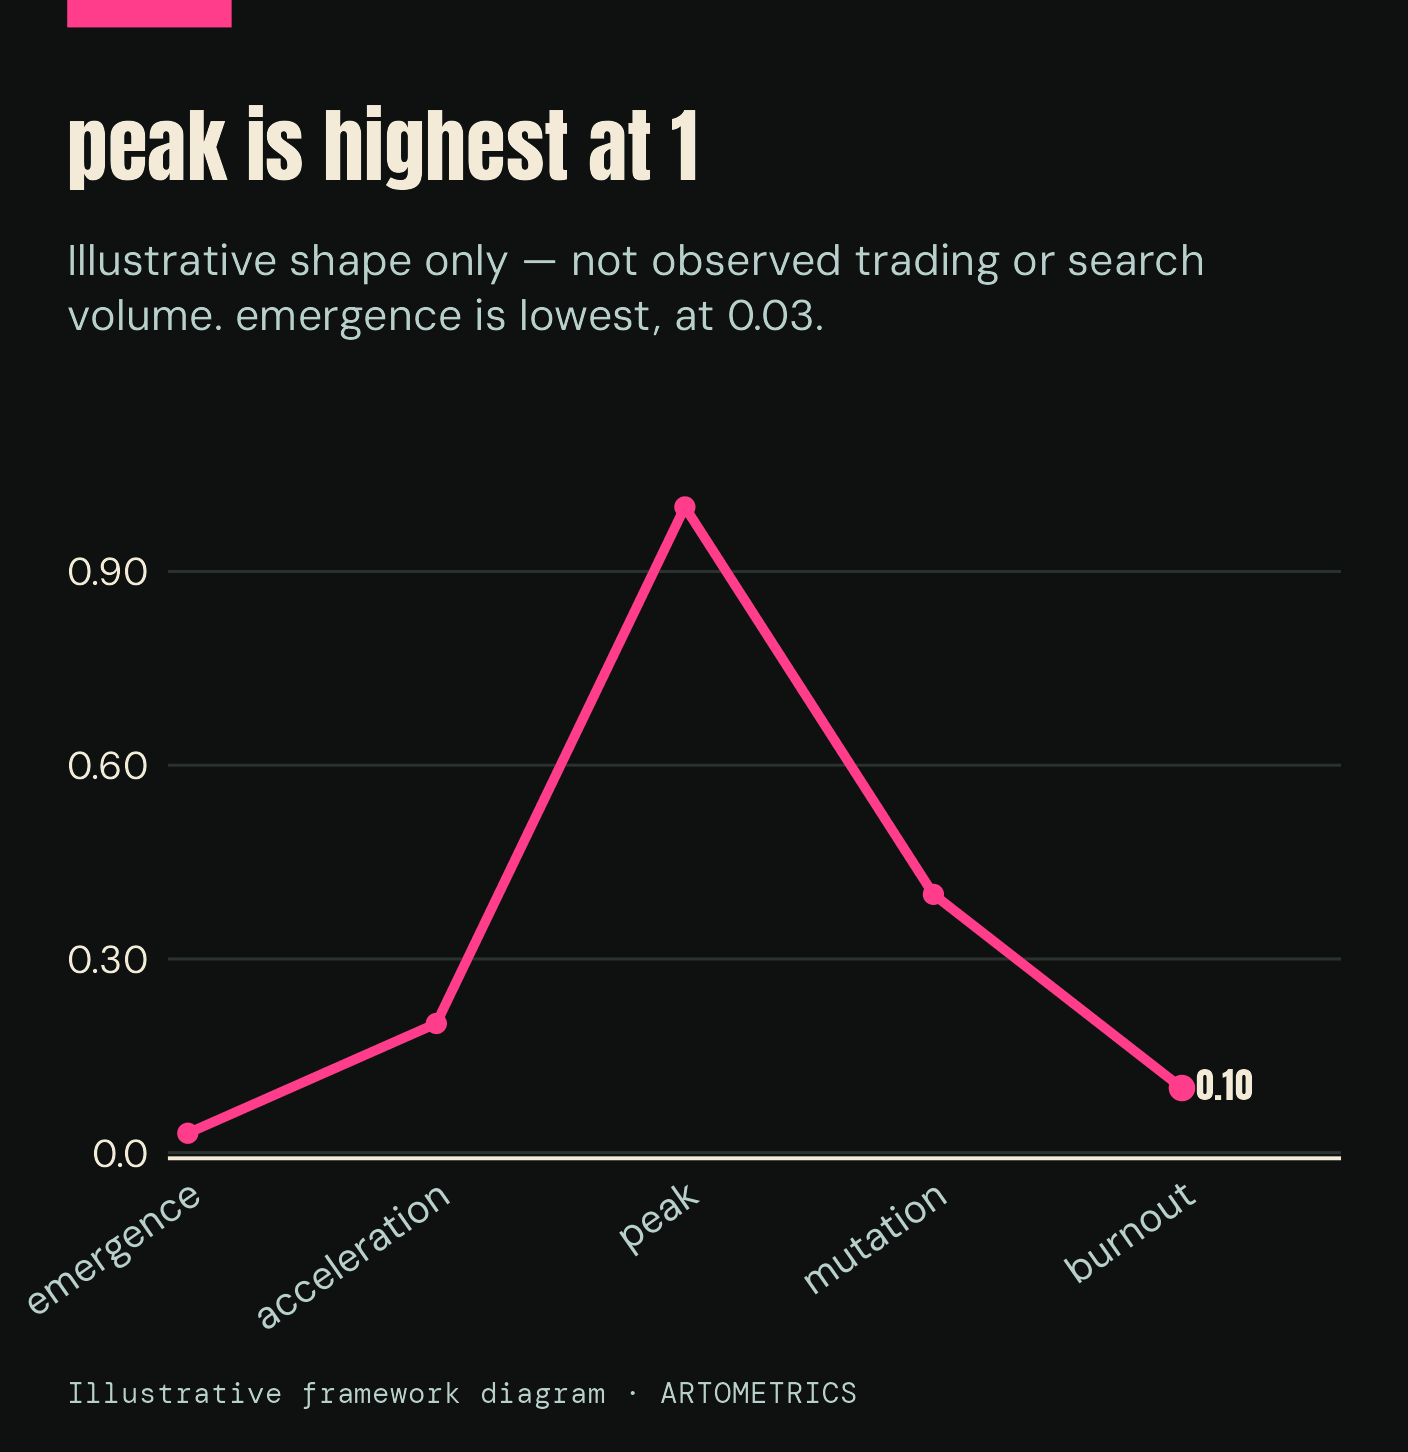 peak is highest at 1
Illustrative shape only — not observed trading or search
volume. emergence is lowest, at 0.03.
0.90
0.60
0.30
0.10
0.0
emergence
acceleration
peak
mutation
burnout
Illustrative framework diagram · ARTOMETRICS